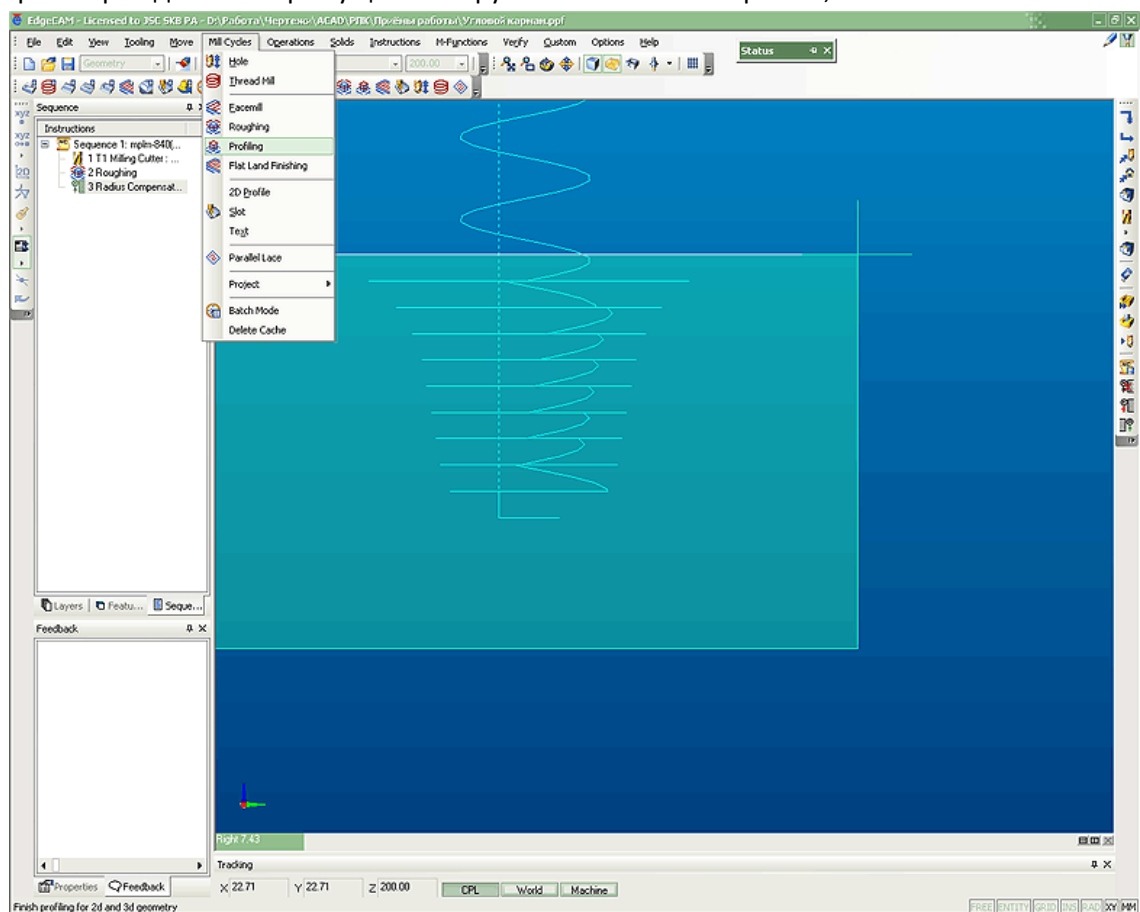 EdgeCAM - Licensed to JSC SKB PA - D:\Работа\Чертежи\ACAD\РПК\Приёмы работы\Угловой карман.ppf
File Edit View Tooling Move Mill Cycles Operations Solids Instructions M-Functions Verify Custom Options Help
Status
Geometry
200.00
Hole
Thread Mill
Facemill
Roughing
Profiling
Flat Land Finishing
2D Profile
Slot
Text
Parallel Lace
Project
Batch Mode
Delete Cache
Sequence
Instructions
Sequence 1: mplm-840(...
1 T1 Milling Cutter : ...
2 Roughing
3 Radius Compensat...
Layers Featu... Seque...
Feedback
Right 7.43
Tracking
Properties Feedback
X 22.71 Y 22.71 Z 200.00 CPL World Machine
Finish profiling for 2d and 3d geometry
FREE ENTITY GRID INS RAD XY MM